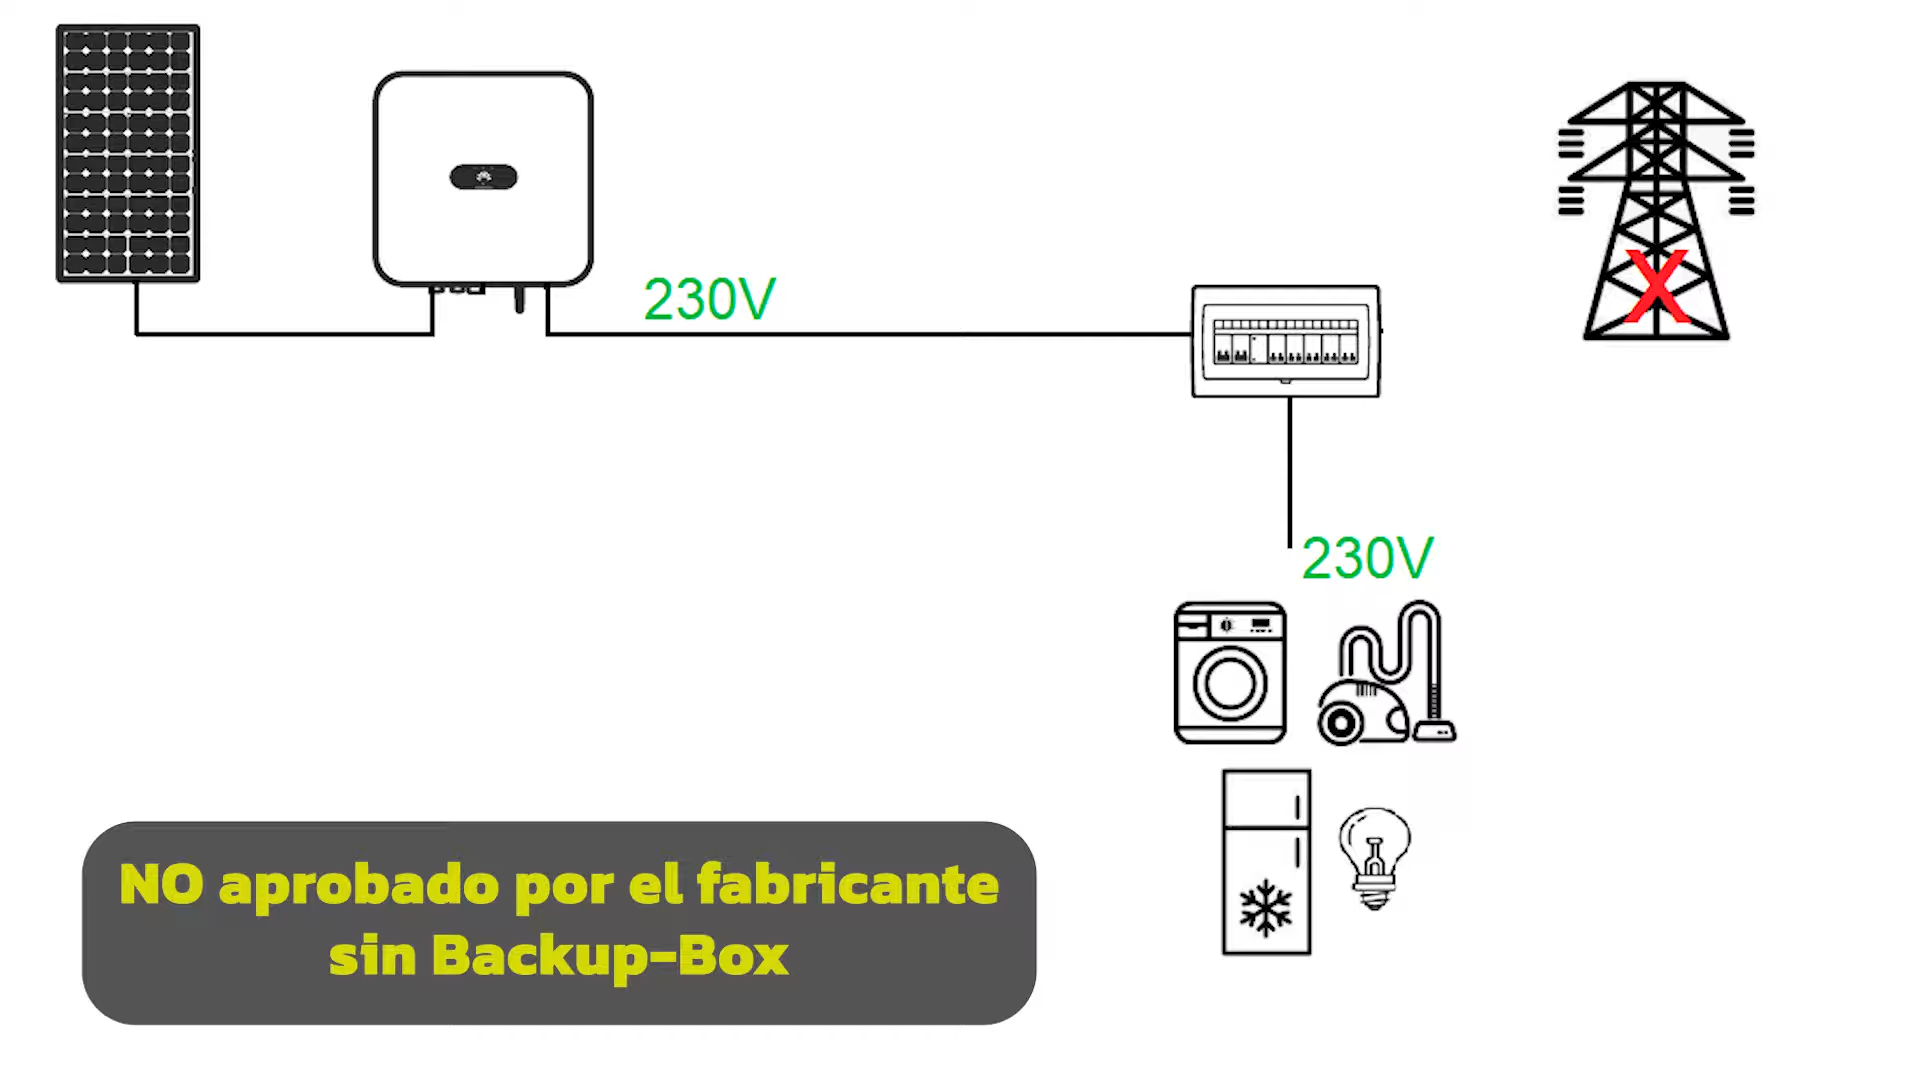 230V
X
230V
NO aprobado por el fabricante
sin Backup-Box